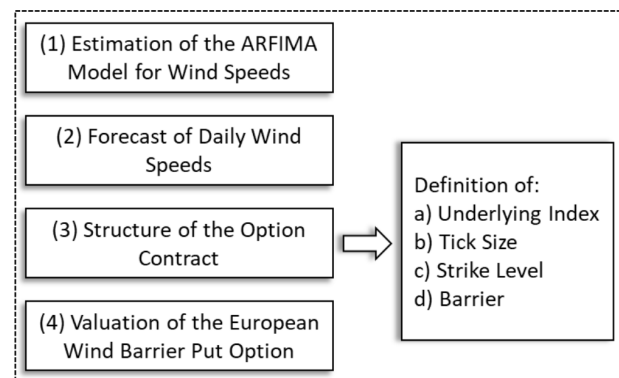 (1) Estimation of the ARFIMA
Model for Wind Speeds
(2) Forecast of Daily Wind
Speeds
(3) Structure of the Option
Contract
(4) Valuation of the European
Wind Barrier Put Option
Definition of:
a) Underlying Index
b) Tick Size
c) Strike Level
d) Barrier